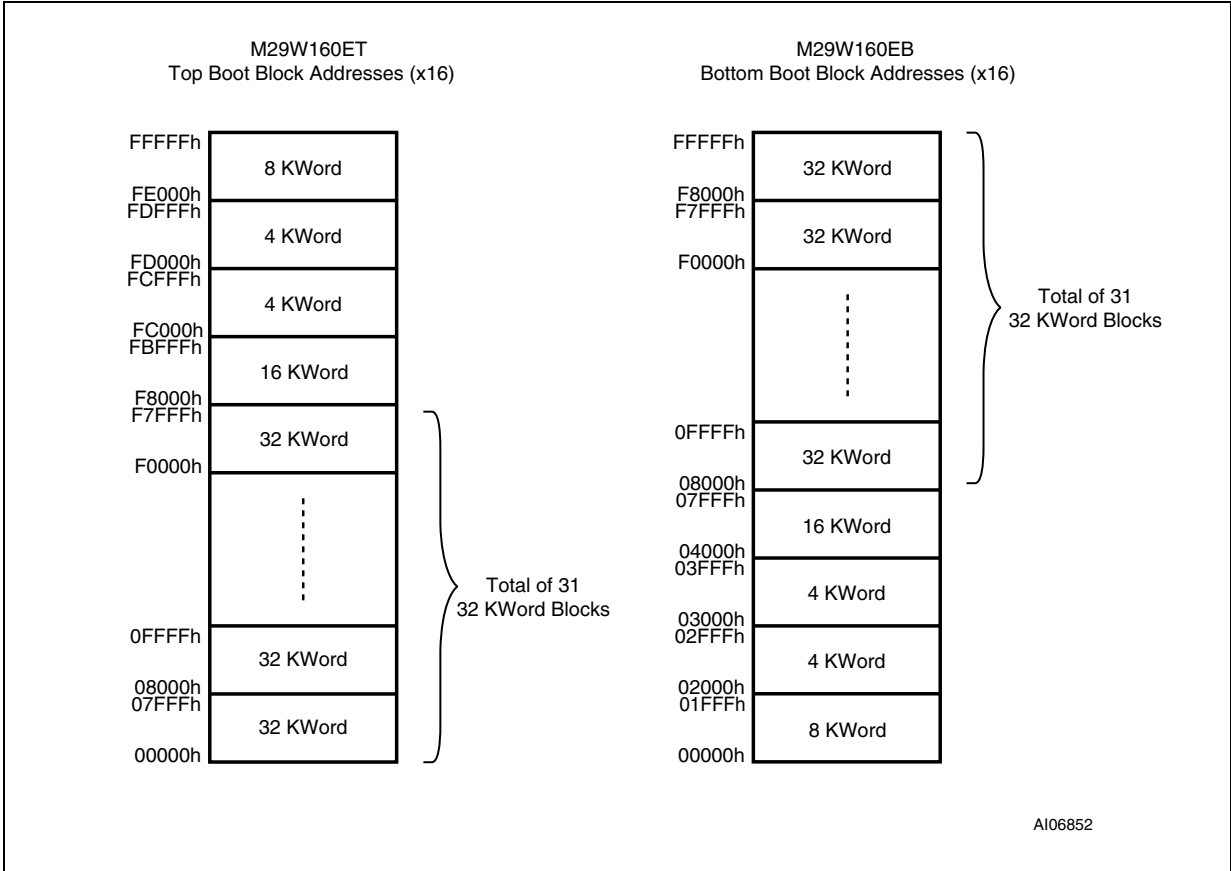 M29W160ET
Top Boot Block Addresses (x16)
FFFFFh
8 KWord
FE000h
FDFFFh
4 KWord
FD000h
FCFFFh
4 KWord
FC000h
FBFFFh
16 KWord
F8000h
F7FFFh
32 KWord
F0000h
Total of 31
32 KWord Blocks
0FFFFh
32 KWord
08000h
07FFFh
32 KWord
00000h
M29W160EB
Bottom Boot Block Addresses (x16)
FFFFFh
32 KWord
F8000h
F7FFFh
32 KWord
F0000h
Total of 31
32 KWord Blocks
0FFFFh
32 KWord
08000h
07FFFh
16 KWord
04000h
03FFFh
4 KWord
03000h
02FFFh
4 KWord
02000h
01FFFh
8 KWord
00000h
AI06852